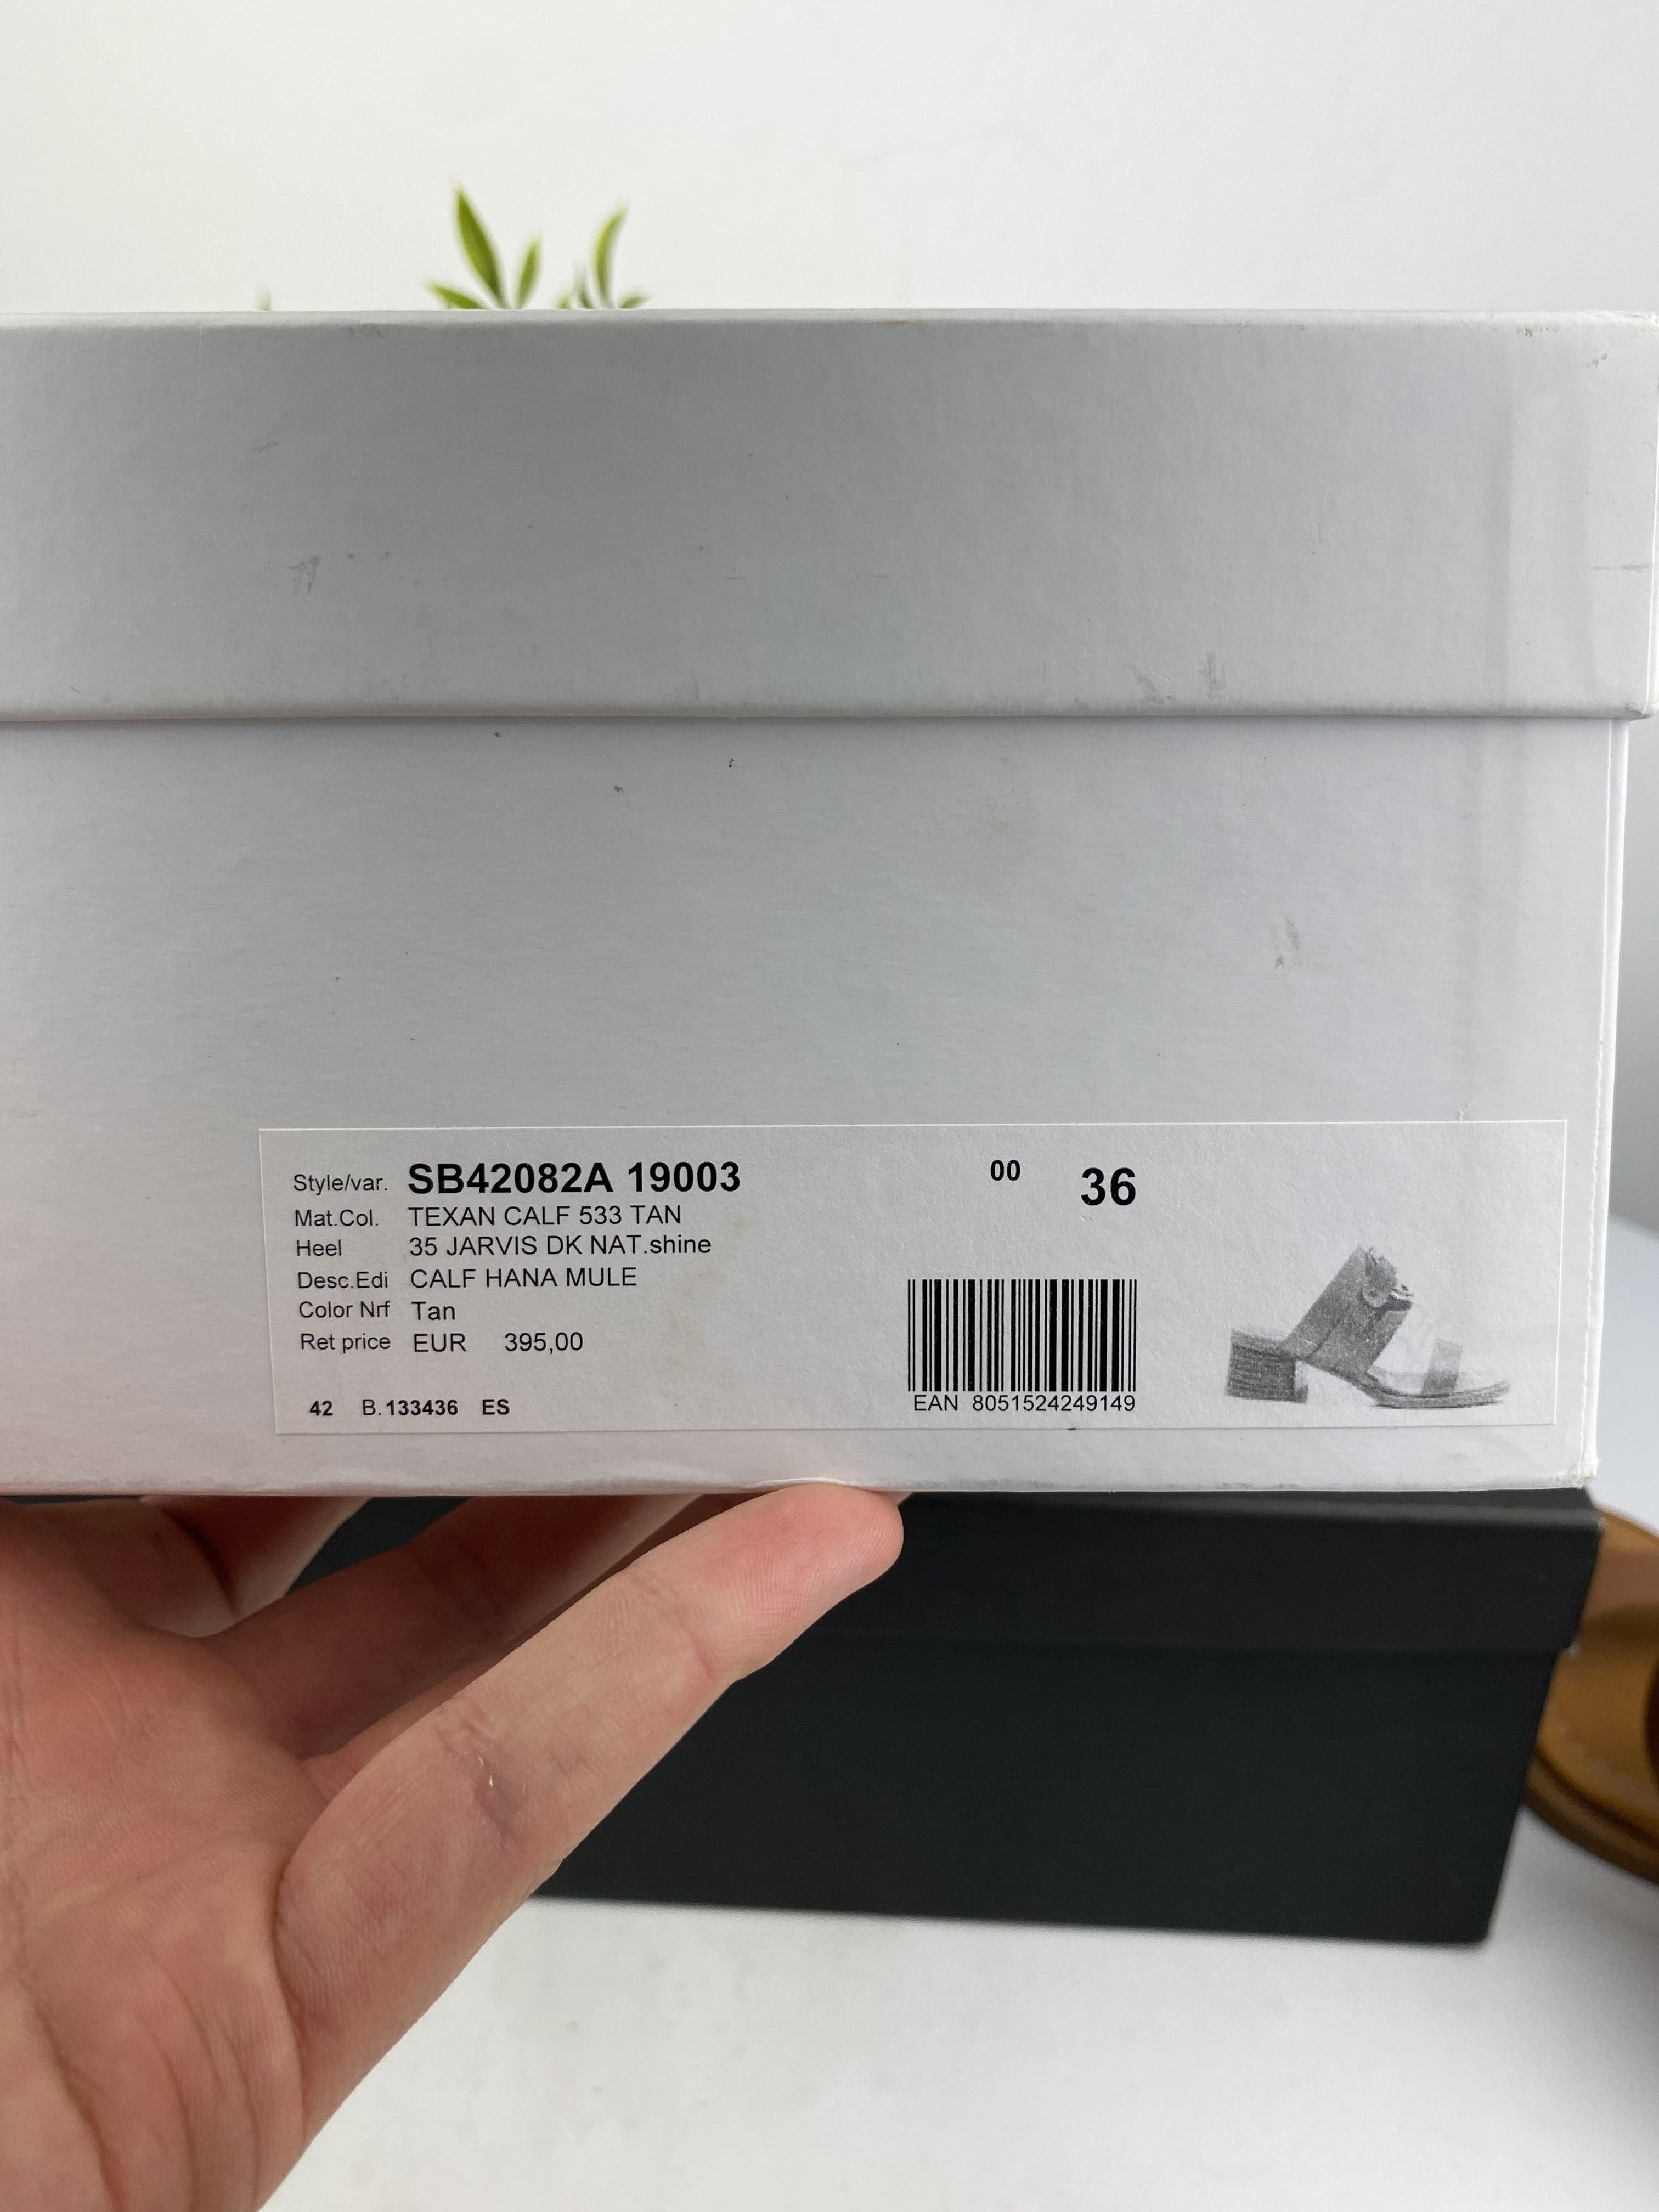 Style/var. SB42082A 19003 00 36
Mat.Col. TEXAN CALF 533 TAN
Heel 35 JARVIS DK NAT.shine
Desc.Edi CALF HANA MULE
Color Nrf Tan
Ret price EUR 395,00
42 B.133436 ES
EAN 8051524249149